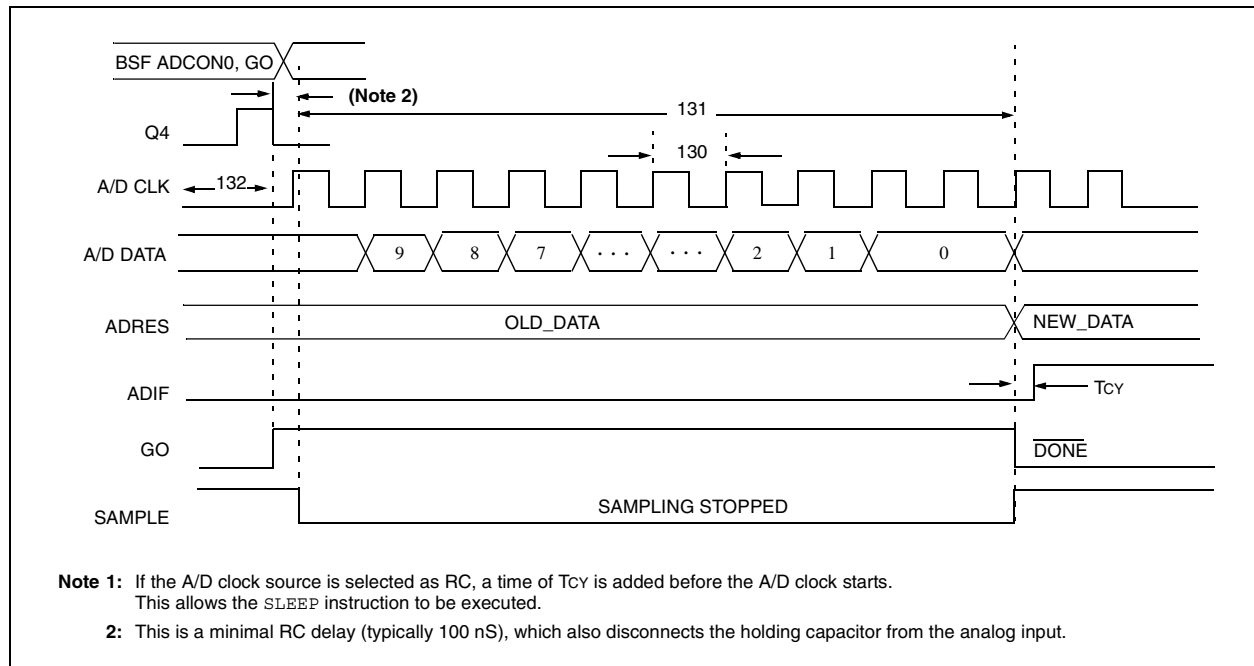 BSF ADCON0, GO
(Note 2)
131
Q4
130
A/D CLK
132
A/D DATA
9 8 7 . . . . . . 2 1 0
ADRES
OLD_DATA
NEW_DATA
ADIF
TCY
GO
DONE
SAMPLE
SAMPLING STOPPED
Note 1: If the A/D clock source is selected as RC, a time of TCY is added before the A/D clock starts.
This allows the SLEEP instruction to be executed.
2: This is a minimal RC delay (typically 100 nS), which also disconnects the holding capacitor from the analog input.